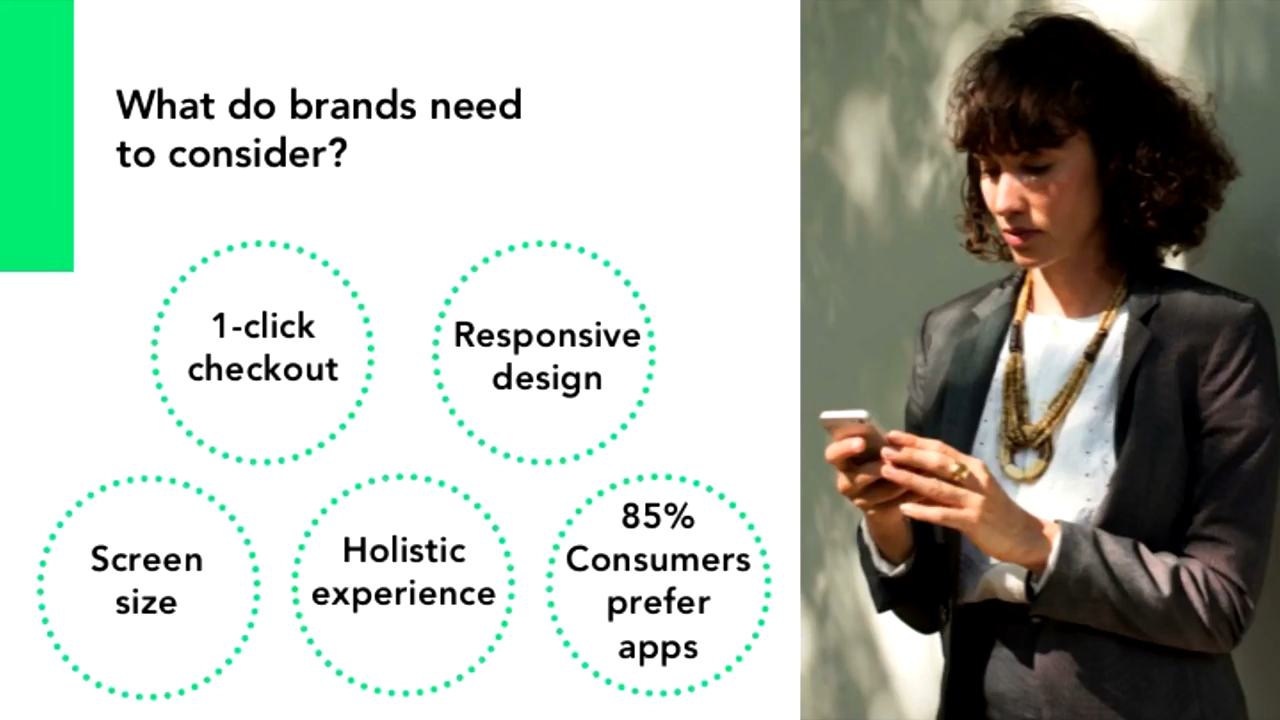 What do brands need
to consider?
1-click
checkout
Responsive
design
Screen
size
Holistic
experience
85%
Consumers
prefer
apps